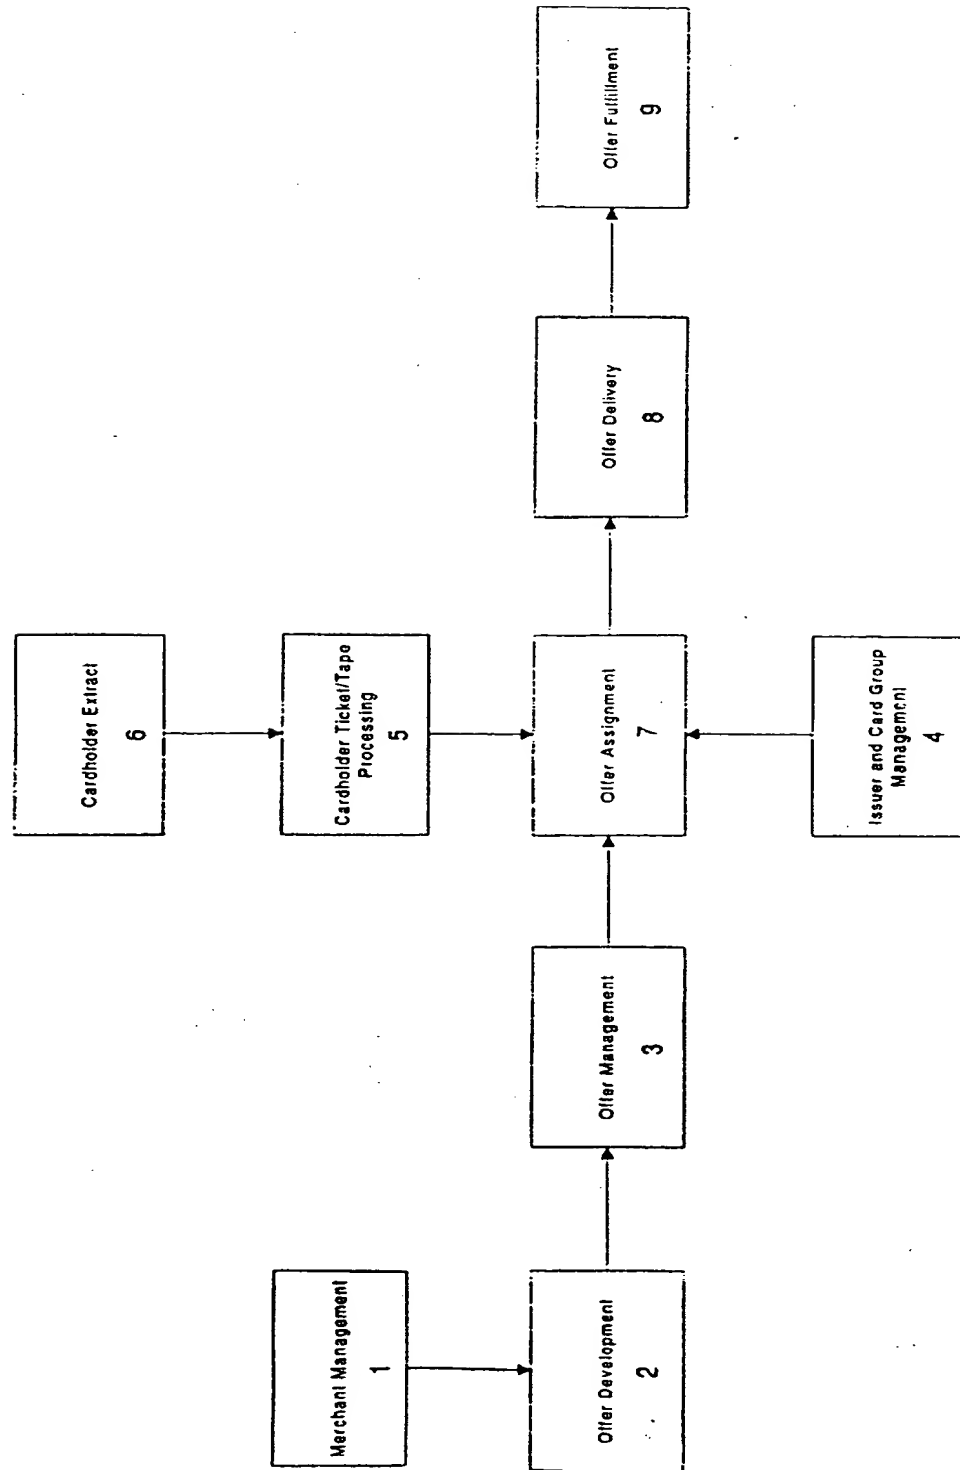 Merchant Management
1
Offer Development
2
Offer Management
3
Cardholder Extract
6
Cardholder Ticket/Tape
Processing
5
Offer Assignment
7
Issuer and Card Group
Management
4
Offer Delivery
8
Offer Fulfillment
9